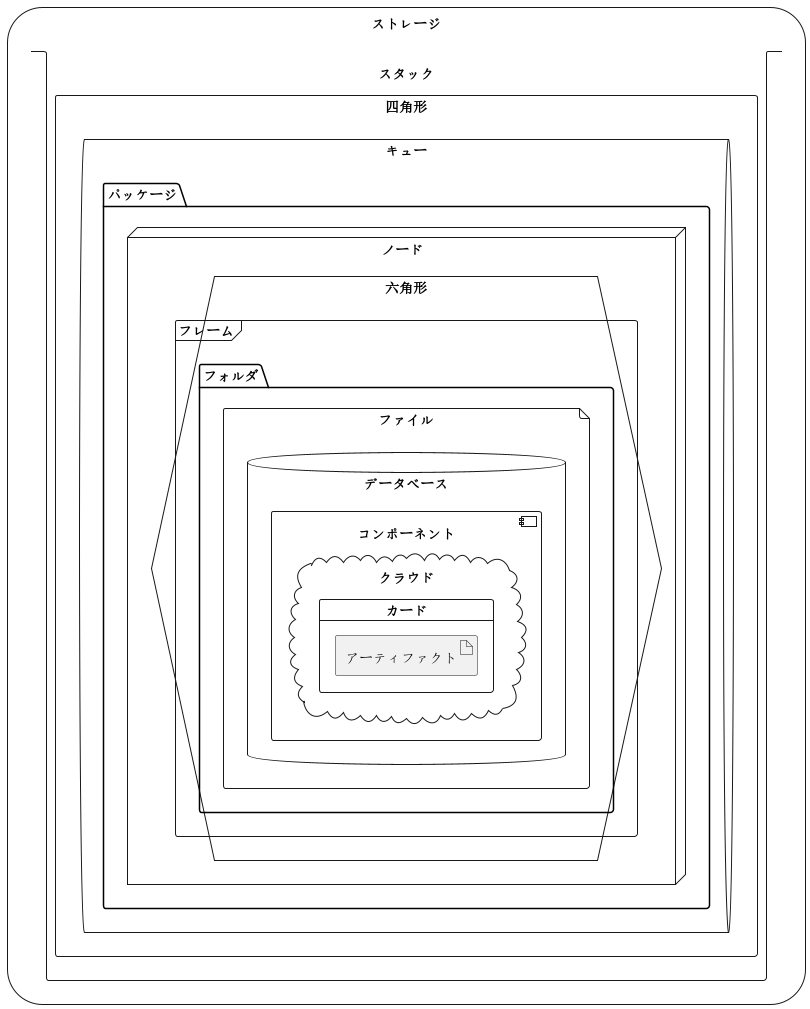 ストレージ
スタック
四角形
キュー
パッケージ
ノード
六角形
フレーム
フォルダ
ファイル
データベース
コンポーネント
クラウド
カード
アーティファクト